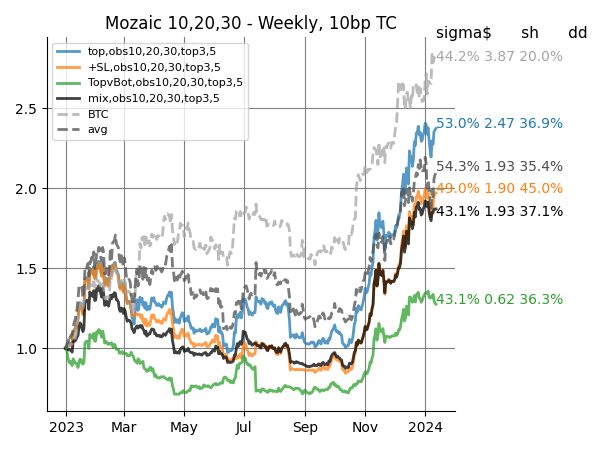 Mozaic 10,20,30 - Weekly, 10bp TC
sigma$ sh dd
top,obs10,20,30,top3,5
+SL,obs10,20,30,top3,5
TopvBot,obs10,20,30,top3,5
mix,obs10,20,30,top3,5
BTC
avg
44.2% 3.87 20.0%
53.0% 2.47 36.9%
54.3% 1.93 35.4%
49.0% 1.90 45.0%
43.1% 1.93 37.1%
43.1% 0.62 36.3%
2.5
2.0
1.5
1.0
2023 Mar May Jul Sep Nov 2024